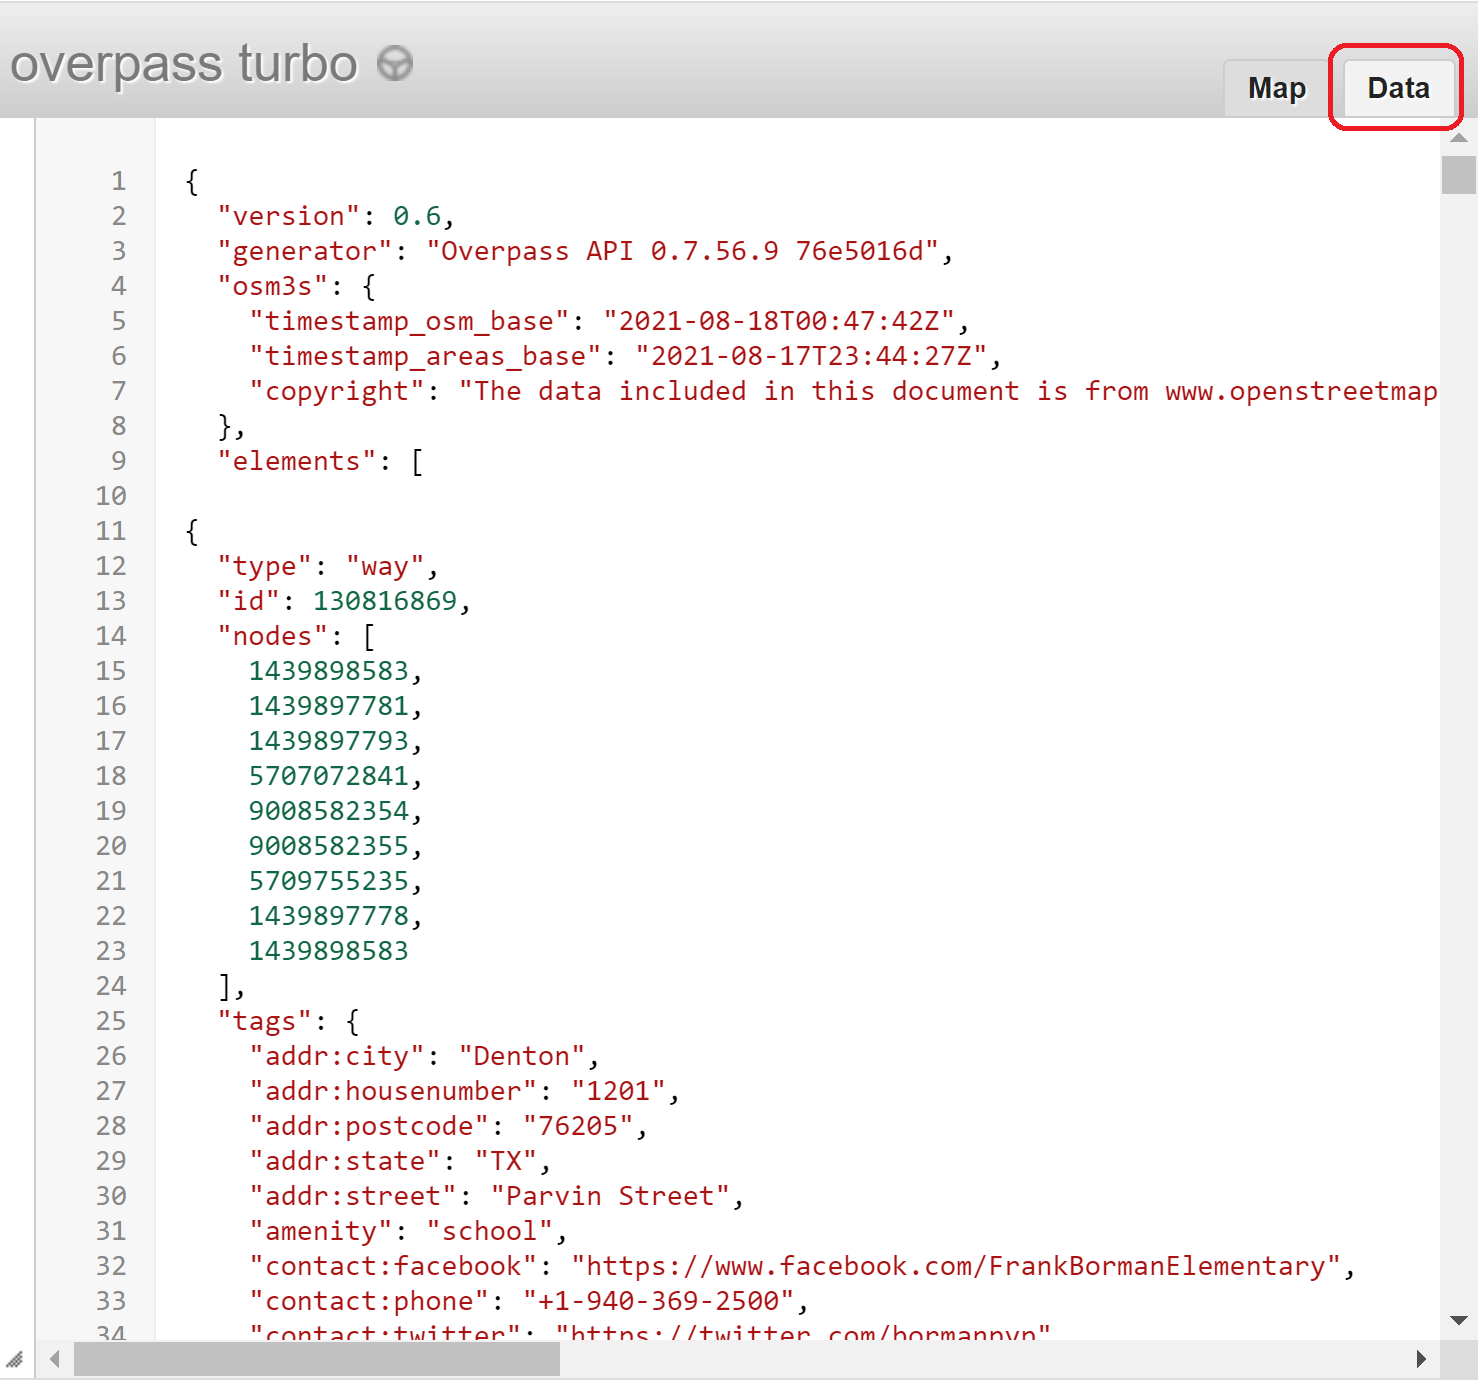 overpass turbo
Map Data
1 {
2 "version": 0.6,
3 "generator": "Overpass API 0.7.56.9 76e5016d",
4 "osm3s": {
5 "timestamp_osm_base": "2021-08-18T00:47:42Z",
6 "timestamp_areas_base": "2021-08-17T23:44:27Z",
7 "copyright": "The data included in this document is from www.openstreetmap
8 },
9 "elements": [
10
11 {
12 "type": "way",
13 "id": 130816869,
14 "nodes": [
15 1439898583,
16 1439897781,
17 1439897793,
18 5707072841,
19 9008582354,
20 9008582355,
21 5709755235,
22 1439897778,
23 1439898583
24 ],
25 "tags": {
26 "addr:city": "Denton",
27 "addr:housenumber": "1201",
28 "addr:postcode": "76205",
29 "addr:state": "TX",
30 "addr:street": "Parvin Street",
31 "amenity": "school",
32 "contact:facebook": "https://www.facebook.com/FrankBormanElementary",
33 "contact:phone": "+1-940-369-2500",
34 "contact:twitter": "https://twitter.com/